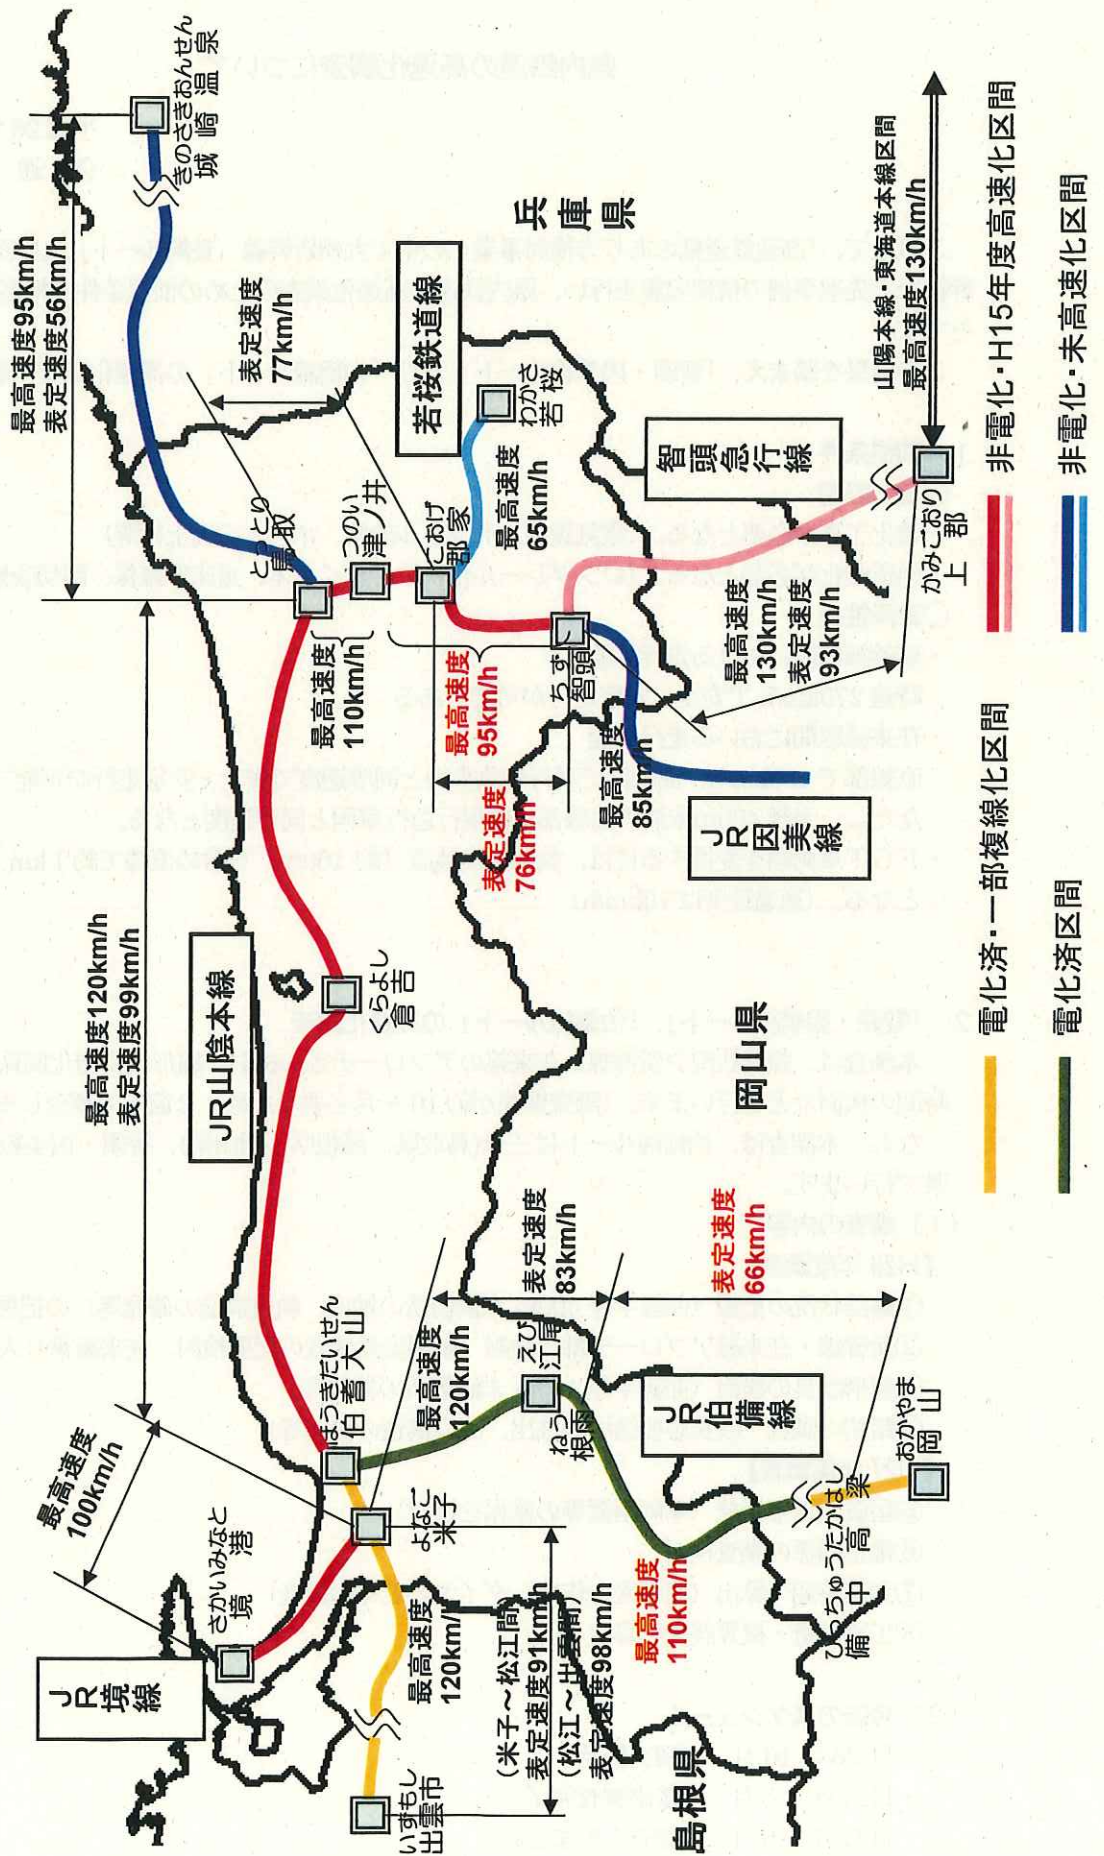 最高速度95km/h
表定速度56km/h
きのさきおんせん
城崎温泉
最高速度120km/h
表定速度99km/h
最高速度
100km/h
JR
境線
さかいみなと
境港
JR山陰本線
表定速度
77km/h
兵庫県
若桜鉄道線
わかさ
若桜
最高速度
65km/h
とっとり
鳥取
つのい
津ノ井
こおげ
郡家
最高速度
110km/h
最高速度
95km/h
ちず
智頭
智頭急行線
山陽本線・東海道本線区間
最高速度130km/h
かみごおり
上郡
最高速度
130km/h
表定速度
93km/h
表定速度
76km/h
最高速度
85km/h
JR
因美線
くらよし
倉吉
岡山県
ほうきだいせん
伯耆大山
よなご
米子
最高速度
120km/h
表定速度
83km/h
えび
江尾
ねう
根雨
表定速度
66km/h
JR
伯備線
おかやま
岡山
びっちゅうたかはし
備中高梁
最高速度
110km/h
いずもし
出雲市
最高速度
120km/h
(米子~松江間)
表定速度91km/h
(松江~出雲間)
表定速度98km/h
島根県
電化済・一部複線化区間
電化済区間
非電化・H15年度高速化区間
非電化・未高速化区間